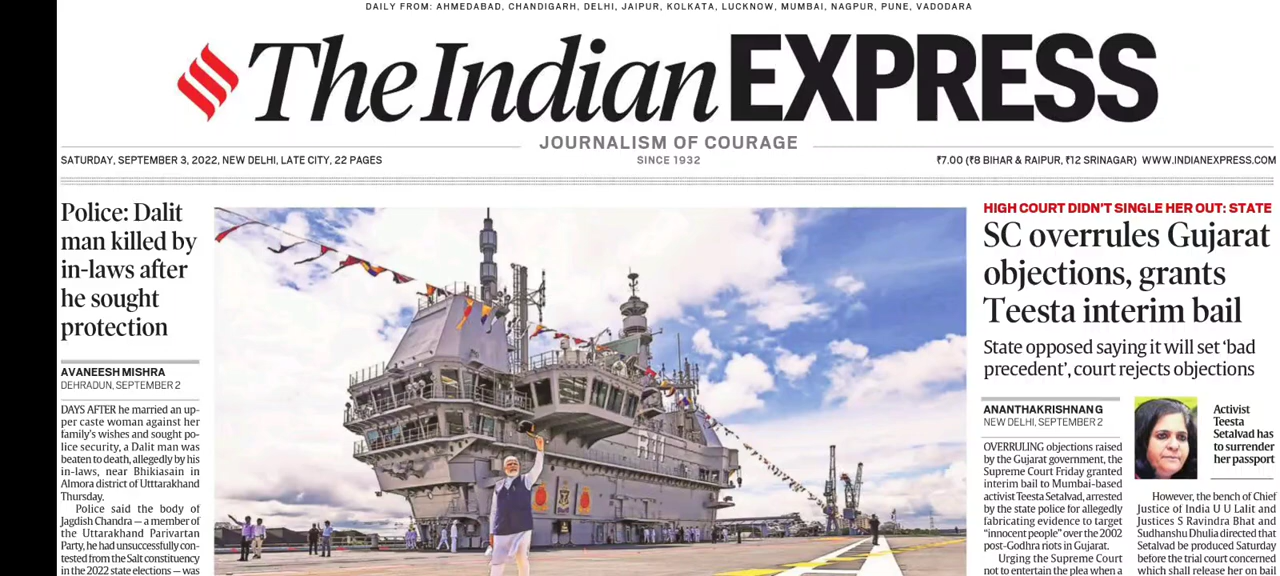 DAILY FROM: AHMEDABAD, CHANDIGARH, DELHI, JAIPUR, KOLKATA, LUCKNOW, MUMBAI, NAGPUR, PUNE, VADODARA
The Indian EXPRESS
JOURNALISM OF COURAGE
SATURDAY, SEPTEMBER 3, 2022, NEW DELHI, LATE CITY, 22 PAGES
SINCE 1932
₹7.00 (₹8 BIHAR & RAIPUR, ₹12 SRINAGAR) WWW.INDIANEXPRESS.COM
Police: Dalit
man killed by
in-laws after
he sought
protection
AVANEESH MISHRA
DEHRADUN, SEPTEMBER 2
DAYS AFTER he married an up-
per caste woman against her
family's wishes and sought po-
lice security, a Dalit man was
beaten to death, allegedly by his
in-laws, near Bhikiasain in
Almora district of Uttarakhand
Thursday.
Police said the body of
Jagdish Chandra — a member of
the Uttarakhand Parivartan
Party, he had unsuccessfully con-
tested from the Salt constituency
in the 2022 state elections — was
R11
HIGH COURT DIDN'T SINGLE HER OUT: STATE
SC overrules Gujarat
objections, grants
Teesta interim bail
State opposed saying it will set 'bad
precedent', court rejects objections
ANANTHAKRISHNAN G
NEW DELHI, SEPTEMBER 2
OVERRULING objections raised
by the Gujarat government, the
Supreme Court Friday granted
interim bail to Mumbai-based
activist Teesta Setalvad, arrested
by the state police for allegedly
fabricating evidence to target
"innocent people" over the 2002
post-Godhra riots in Gujarat.
Urging the Supreme Court
not to entertain the plea when a
Activist
Teesta
Setalvad has
to surrender
her passport
However, the bench of Chief
Justice of India U U Lalit and
Justices S Ravindra Bhat and
Sudhanshu Dhulia directed that
Setalvad be produced Saturday
before the trial court concerned
which shall release her on bail